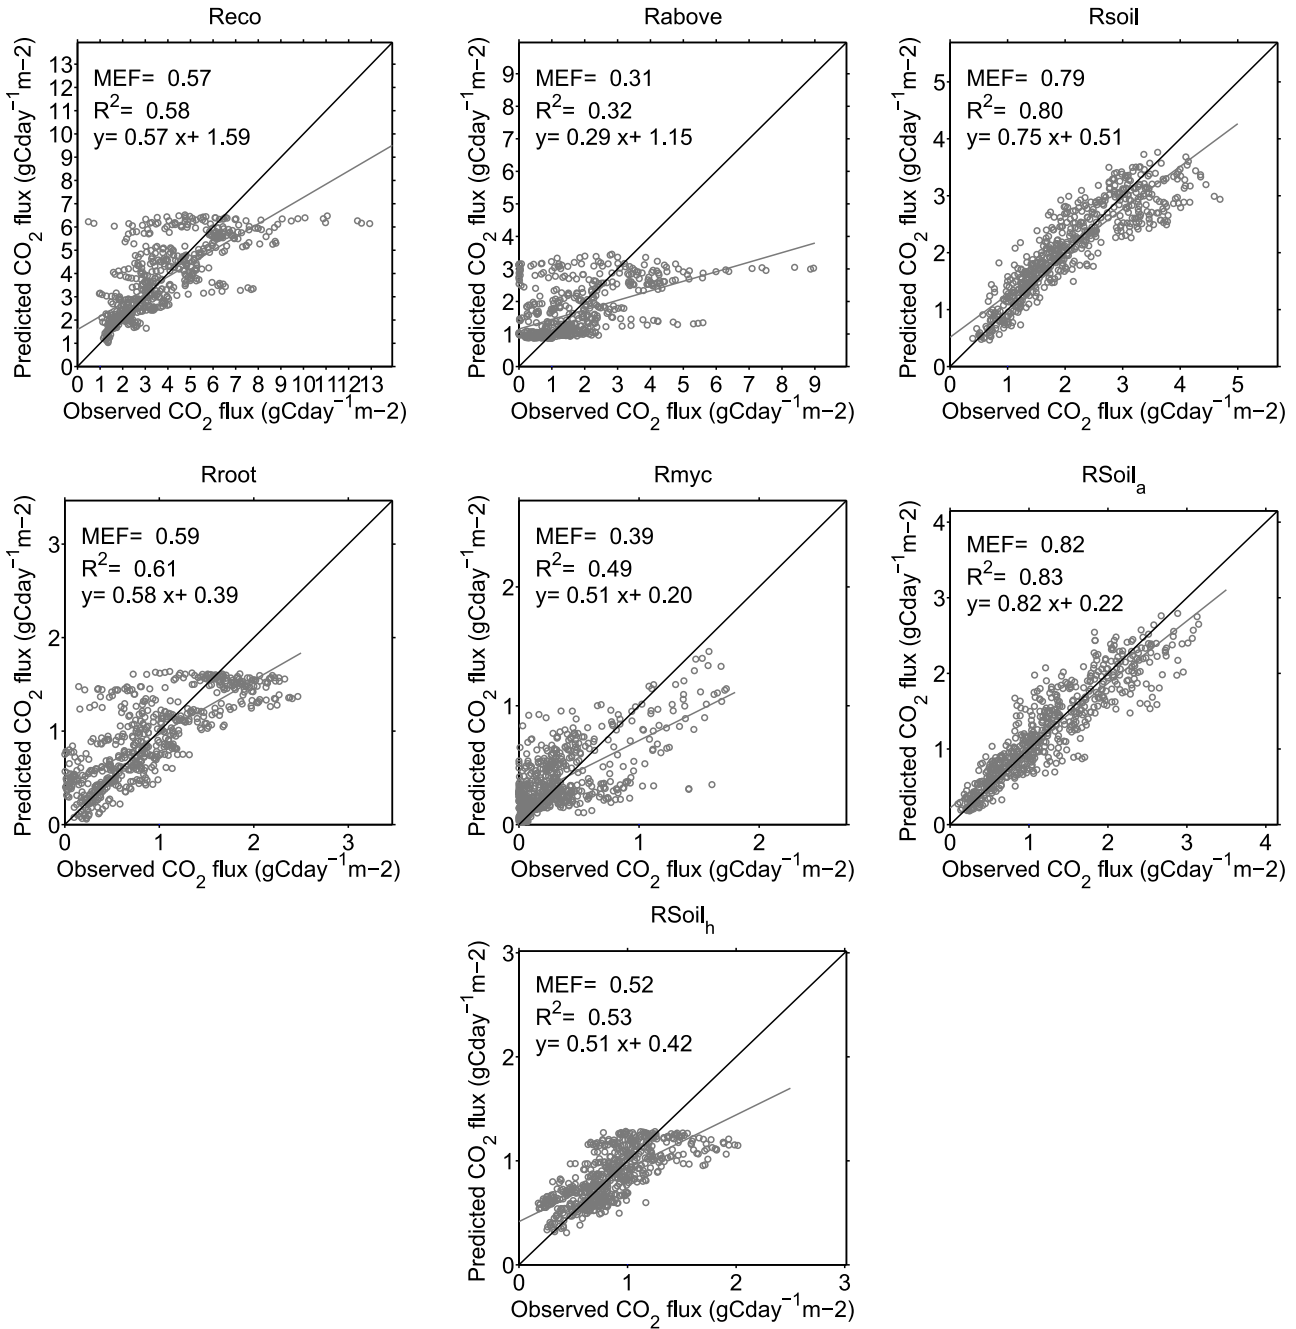 Reco
Predicted CO2 flux (gCday−1m−2)
13
12
11
10
9
8
7
6
5
4
3
2
1
0
MEF= 0.57
R2= 0.58
y= 0.57 x+ 1.59
0 1 2 3 4 5 6 7 8 9 10 11 12 13
Observed CO2 flux (gCday−1m−2)
Rabove
Predicted CO2 flux (gCday−1m−2)
9
8
7
6
5
4
3
2
1
0
MEF= 0.31
R2= 0.32
y= 0.29 x+ 1.15
0 1 2 3 4 5 6 7 8 9
Observed CO2 flux (gCday−1m−2)
Rsoil
Predicted CO2 flux (gCday−1m−2)
5
4
3
2
1
0
MEF= 0.79
R2= 0.80
y= 0.75 x+ 0.51
0 1 2 3 4 5
Observed CO2 flux (gCday−1m−2)
Rroot
Predicted CO2 flux (gCday−1m−2)
3
2
1
0
MEF= 0.59
R2= 0.61
y= 0.58 x+ 0.39
0 1 2 3
Observed CO2 flux (gCday−1m−2)
Rmyc
Predicted CO2 flux (gCday−1m−2)
2
1
0
MEF= 0.39
R2= 0.49
y= 0.51 x+ 0.20
0 1 2
Observed CO2 flux (gCday−1m−2)
RSoila
Predicted CO2 flux (gCday−1m−2)
4
3
2
1
0
MEF= 0.82
R2= 0.83
y= 0.82 x+ 0.22
0 1 2 3 4
Observed CO2 flux (gCday−1m−2)
RSoilh
Predicted CO2 flux (gCday−1m−2)
3
2
1
0
MEF= 0.52
R2= 0.53
y= 0.51 x+ 0.42
0 1 2 3
Observed CO2 flux (gCday−1m−2)